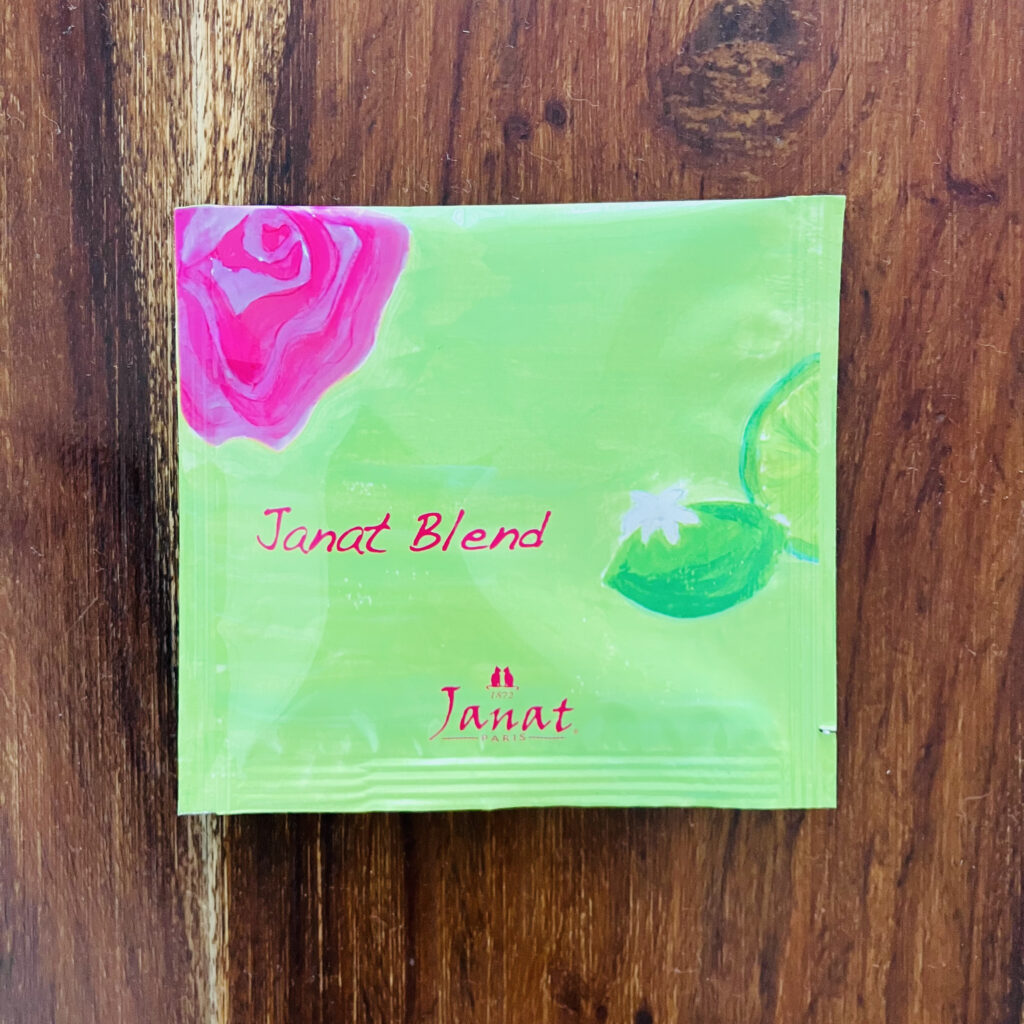 Janat Blend
1872
Janat
PARIS